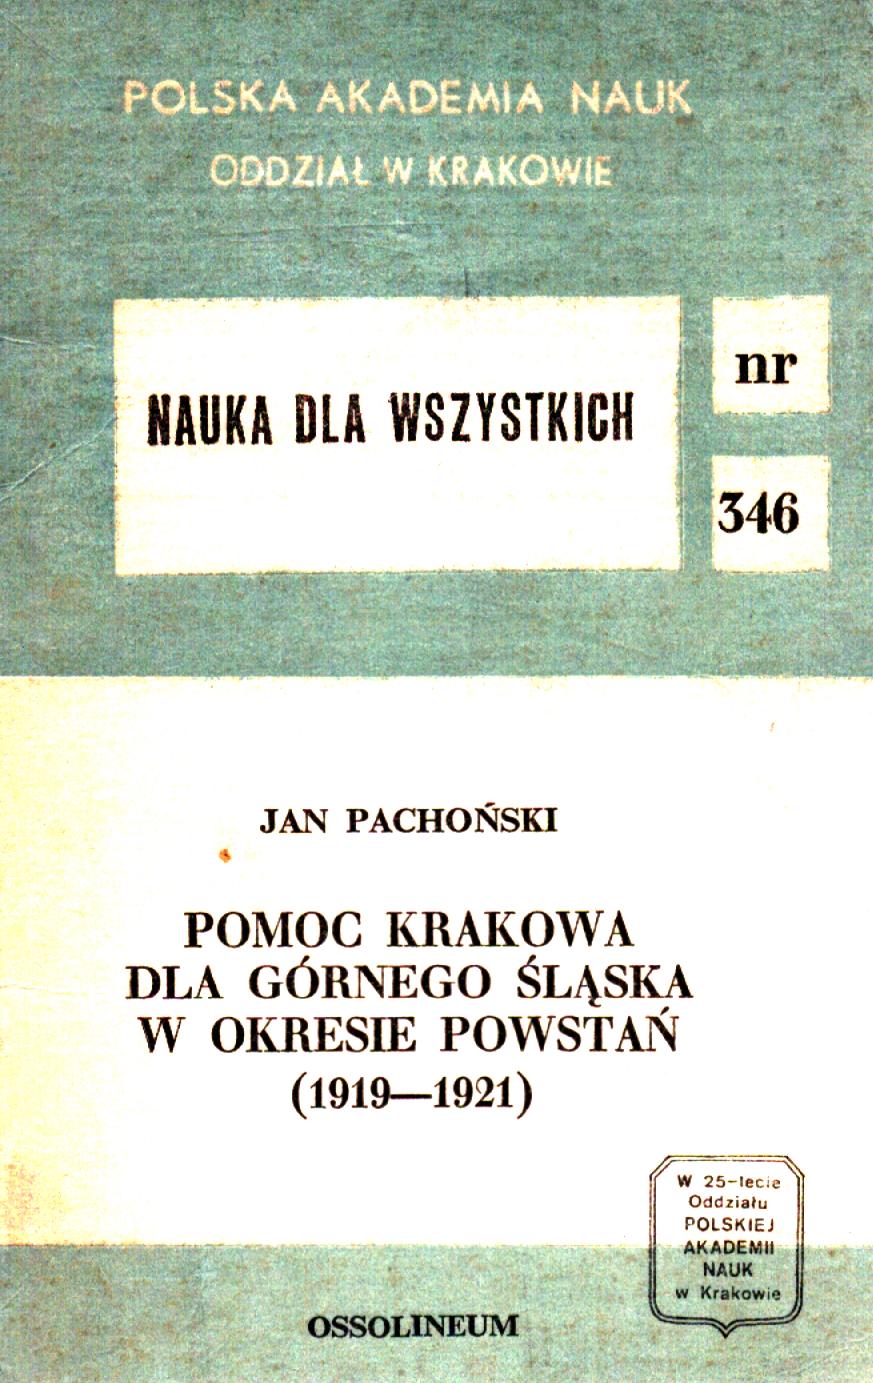 POLSKA AKADEMIA NAUK
ODDZIAŁ W KRAKOWIE
NAUKA DLA WSZYSTKICH
nr
346
JAN PACHOŃSKI
POMOC KRAKOWA
DLA GÓRNEGO ŚLĄSKA
W OKRESIE POWSTAŃ
(1919—1921)
W 25-lecie
Oddziału
POLSKIEJ
AKADEMII
NAUK
w Krakowie
OSSOLINEUM